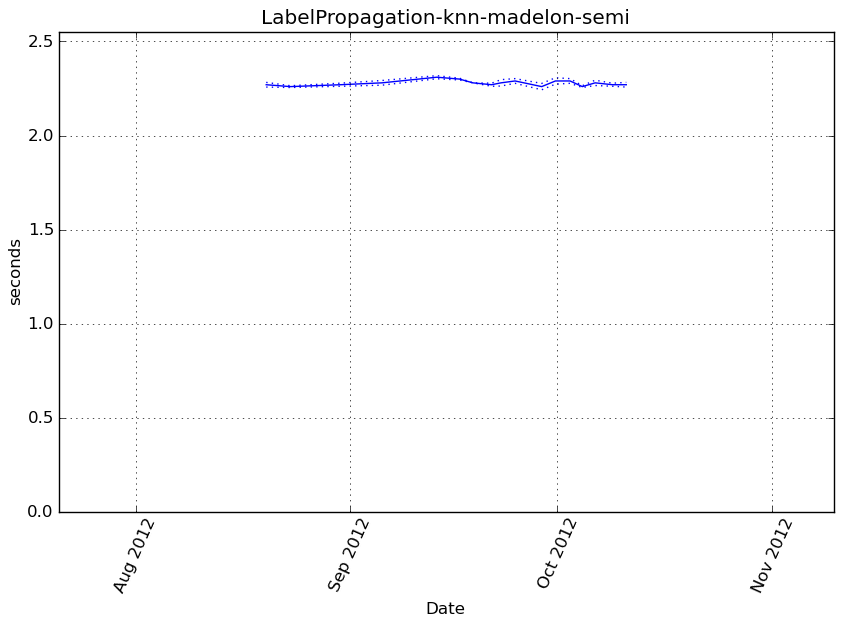 LabelPropagation-knn-madelon-semi
2.5
2.0
1.5
1.0
0.5
0.0
seconds
Aug 2012
Sep 2012
Oct 2012
Nov 2012
Date